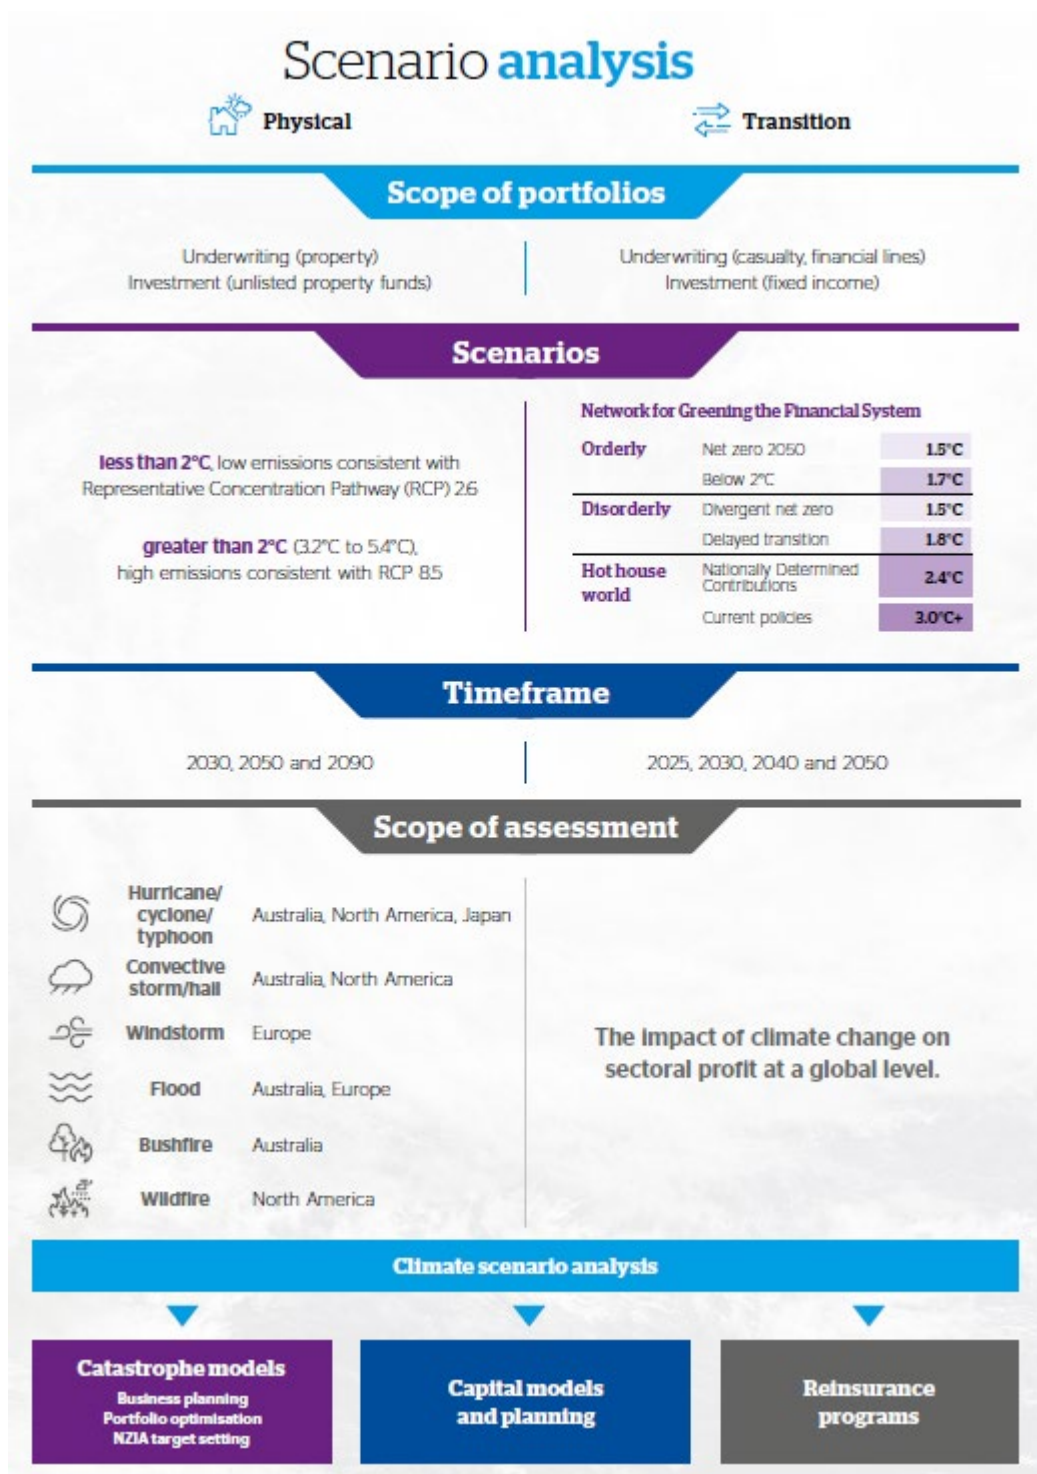 Scenario analysis
Physical
Transition
Scope of portfolios
Underwriting (property)
Investment (unlisted property funds)
Underwriting (casualty, financial lines)
Investment (fixed income)
Scenarios
less than 2°C, low emissions consistent with
Representative Concentration Pathway (RCP) 2.6
greater than 2°C (3.2°C to 5.4°C),
high emissions consistent with RCP 8.5
Network for Greening the Financial System
Orderly Net zero 2050 1.5°C
Below 2°C 1.7°C
Disorderly Divergent net zero 1.5°C
Delayed transition 1.8°C
Hot house
world
Nationally Determined
Contributions
2.4°C
Current policies 3.0°C+
Timeframe
2030, 2050 and 2090
2025, 2030, 2040 and 2050
Scope of assessment
Hurricane/
cyclone/
typhoon
Australia, North America, Japan
Convective
storm/hail
Australia, North America
Windstorm Europe
Flood Australia, Europe
Bushfire Australia
Wildfire North America
The impact of climate change on
sectoral profit at a global level.
Climate scenario analysis
Catastrophe models
Business planning
Portfolio optimisation
NZIA target setting
Capital models
and planning
Reinsurance
programs